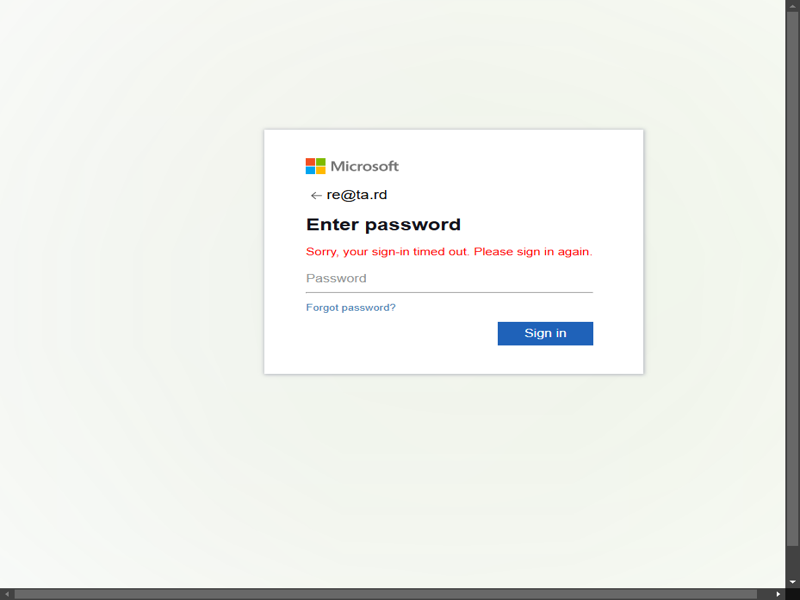 Microsoft
re@ta.rd
Enter password
Sorry, your sign-in timed out. Please sign in again.
Password
Forgot password?
Sign in